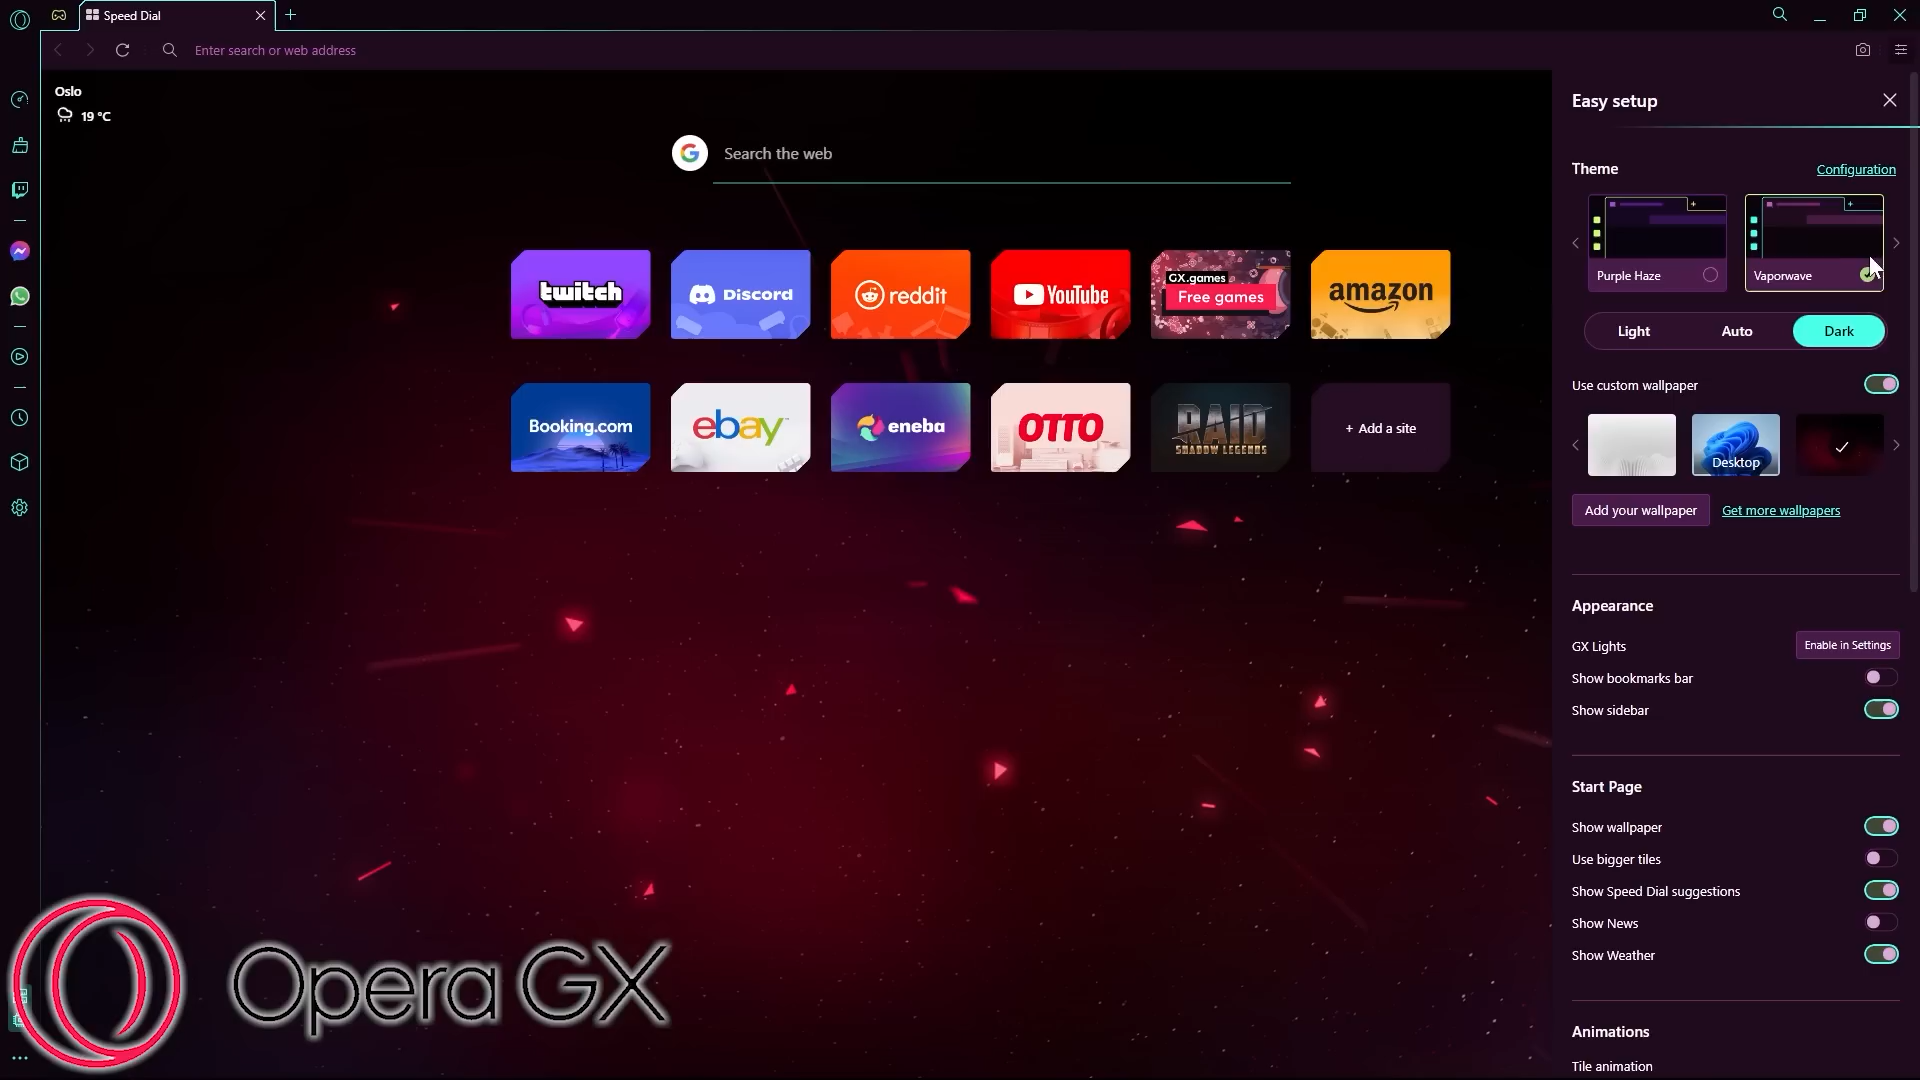 Speed Dial
Enter search or web address
Oslo
19 °C
Search the web
twitch
Discord
reddit
YouTube
GX.games
Free games
amazon
Booking.com
ebay
eneba
OTTO
RAID
SHADOW LEGENDS
+ Add a site
Opera GX
Easy setup
Theme
Configuration
Purple Haze
Vaporwave
Light
Auto
Dark
Use custom wallpaper
Desktop
Add your wallpaper
Get more wallpapers
Appearance
GX Lights
Enable in Settings
Show bookmarks bar
Show sidebar
Start Page
Show wallpaper
Use bigger tiles
Show Speed Dial suggestions
Show News
Show Weather
Animations
Tile animation